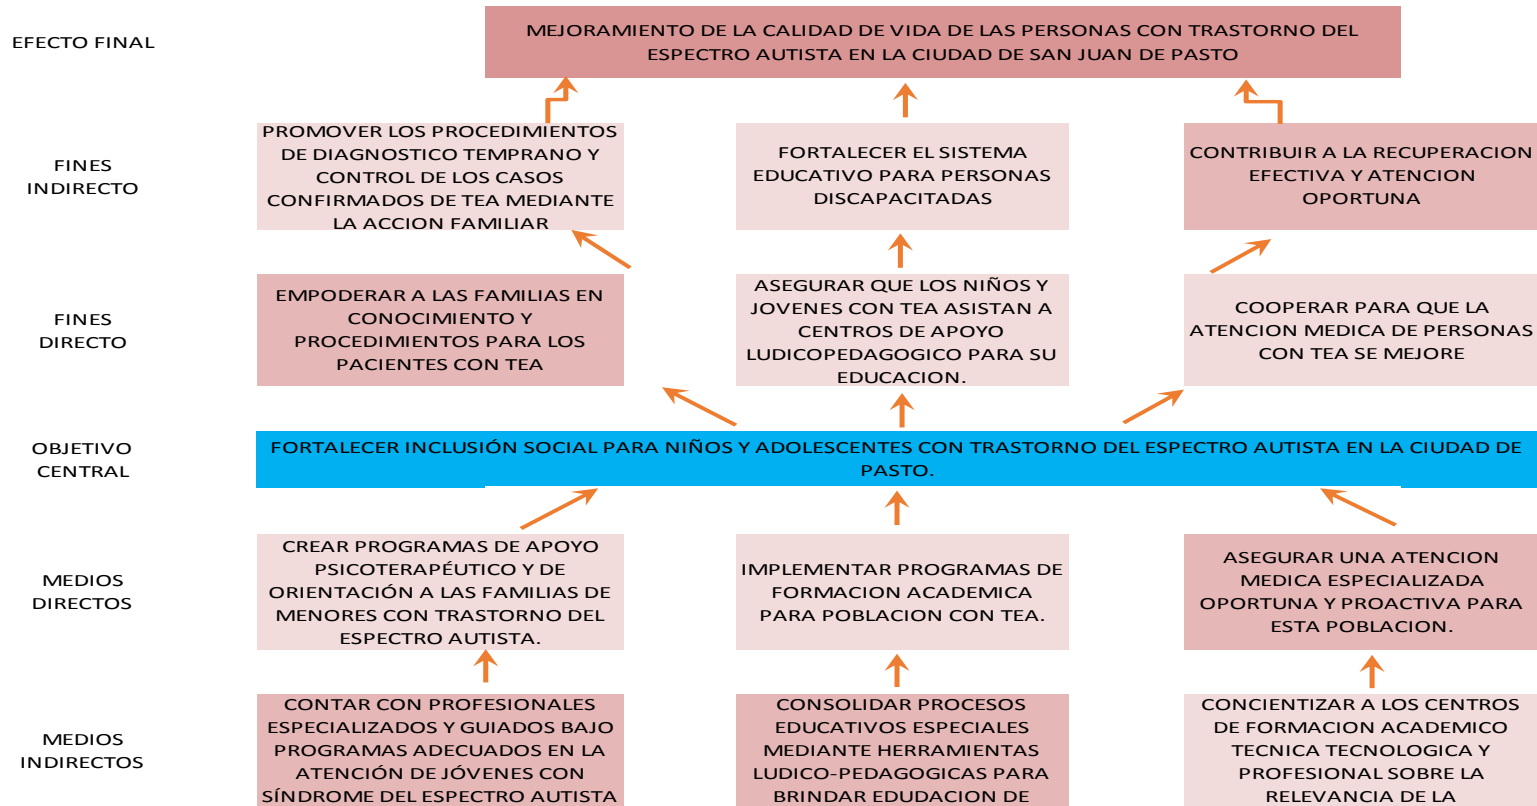 EFECTO FINAL
MEJORAMIENTO DE LA CALIDAD DE VIDA DE LAS PERSONAS CON TRASTORNO DEL
ESPECTRO AUTISTA EN LA CIUDAD DE SAN JUAN DE PASTO
FINES
INDIRECTO
PROMOVER LOS PROCEDIMIENTOS
DE DIAGNOSTICO TEMPRANO Y
CONTROL DE LOS CASOS
CONFIRMADOS DE TEA MEDIANTE
LA ACCION FAMILIAR
FORTALECER EL SISTEMA
EDUCATIVO PARA PERSONAS
DISCAPACITADAS
CONTRIBUIR A LA RECUPERACION
EFECTIVA Y ATENCION
OPORTUNA
FINES
DIRECTO
EMPODERAR A LAS FAMILIAS EN
CONOCIMIENTO Y
PROCEDIMIENTOS PARA LOS
PACIENTES CON TEA
ASEGURAR QUE LOS NIÑOS Y
JOVENES CON TEA ASISTAN A
CENTROS DE APOYO
LUDICOPEDAGOGICO PARA SU
EDUCACION.
COOPERAR PARA QUE LA
ATENCION MEDICA DE PERSONAS
CON TEA SE MEJORE
OBJETIVO
CENTRAL
FORTALECER INCLUSIÓN SOCIAL PARA NIÑOS Y ADOLESCENTES CON TRASTORNO DEL ESPECTRO AUTISTA EN LA CIUDAD DE
PASTO.
MEDIOS
DIRECTOS
CREAR PROGRAMAS DE APOYO
PSICOTERAPÉUTICO Y DE
ORIENTACIÓN A LAS FAMILIAS DE
MENORES CON TRASTORNO DEL
ESPECTRO AUTISTA.
IMPLEMENTAR PROGRAMAS DE
FORMACION ACADEMICA
PARA POBLACION CON TEA.
ASEGURAR UNA ATENCION
MEDICA ESPECIALIZADA
OPORTUNA Y PROACTIVA PARA
ESTA POBLACION.
MEDIOS
INDIRECTOS
CONTAR CON PROFESIONALES
ESPECIALIZADOS Y GUIADOS BAJO
PROGRAMAS ADECUADOS EN LA
ATENCIÓN DE JÓVENES CON
SÍNDROME DEL ESPECTRO AUTISTA
CONSOLIDAR PROCESOS
EDUCATIVOS ESPECIALES
MEDIANTE HERRAMIENTAS
LUDICO-PEDAGOGICAS PARA
BRINDAR EDUDACION DE
CONCIENTIZAR A LOS CENTROS
DE FORMACION ACADEMICO
TECNICA TECNOLOGICA Y
PROFESIONAL SOBRE LA
RELEVANCIA DE LA